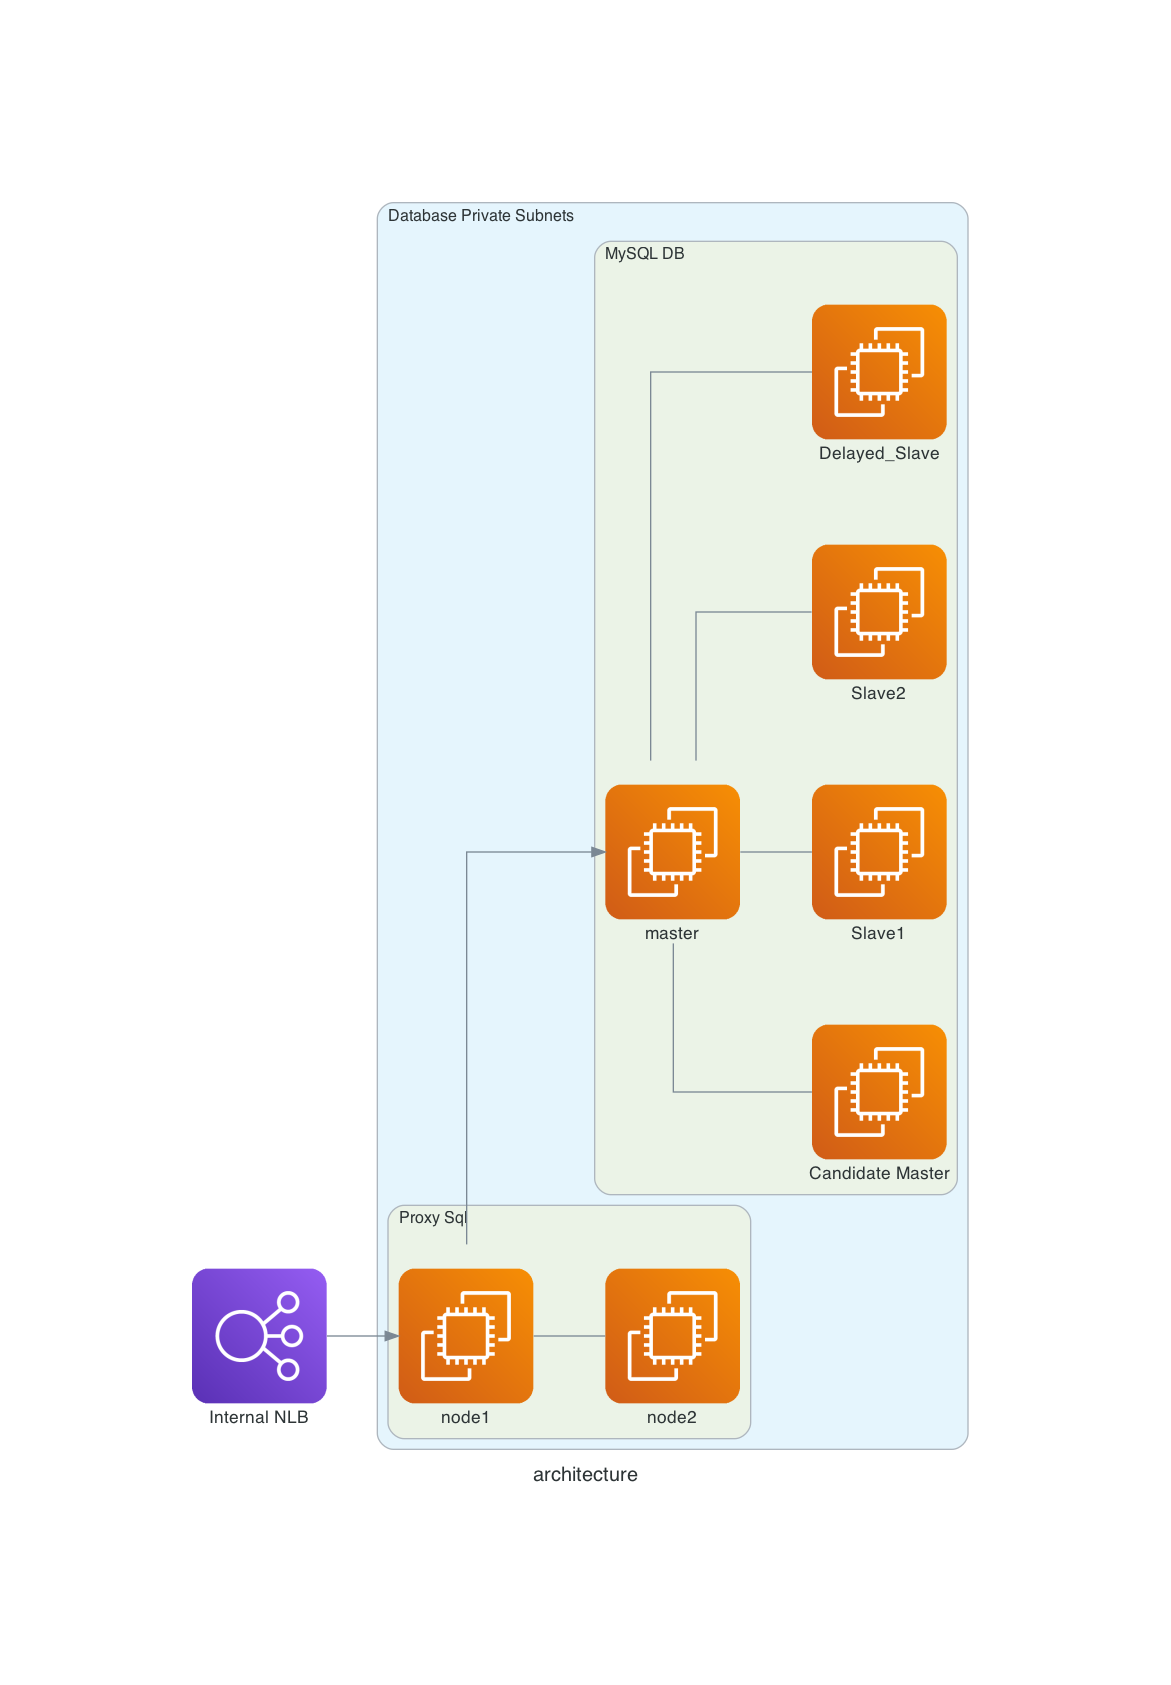 Database Private Subnets
MySQL DB
Delayed_Slave
Slave2
master
Slave1
Candidate Master
Proxy Sql
Internal NLB
node1
node2
architecture